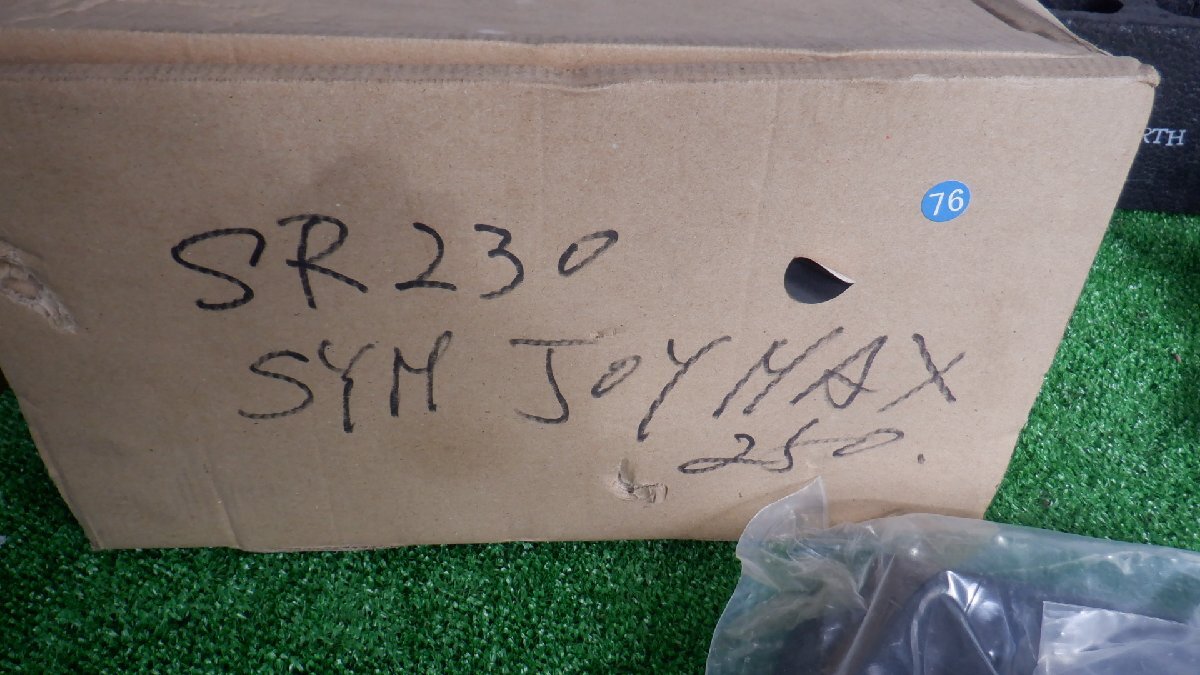 RTH
76
SR230
SYM JOYMAX
250.